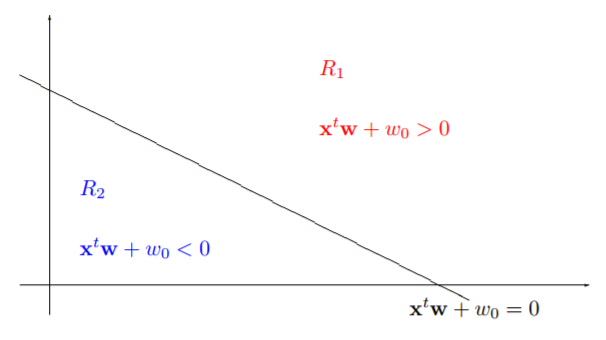 R₁
xᵗw + w₀ > 0
R₂
xᵗw + w₀ < 0
xᵗw + w₀ = 0